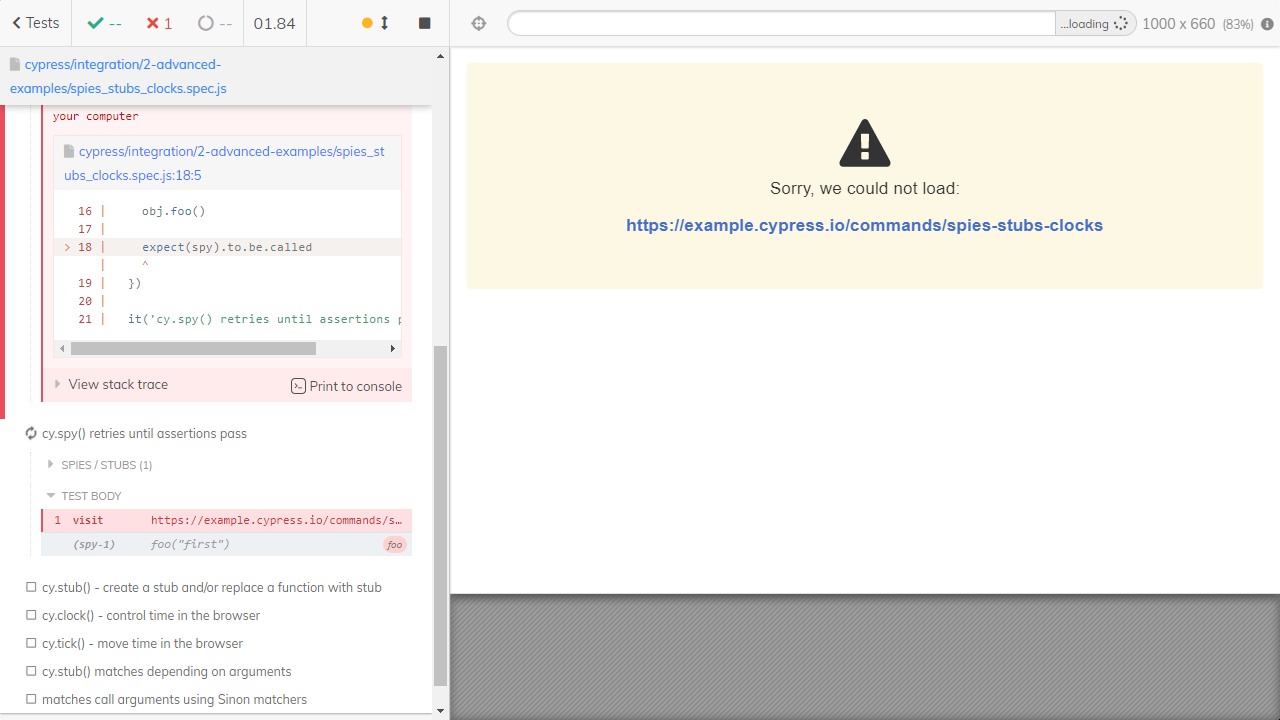 Tests
--
1
--
01.84
...loading
1000 x 660 (83%)
cypress/integration/2-advanced-
examples/spies_stubs_clocks.spec.js
your computer
cypress/integration/2-advanced-examples/spies_st
ubs_clocks.spec.js:18:5
16 | obj.foo()
17 |
> 18 | expect(spy).to.be.called
| ^
19 | })
20 |
21 | it('cy.spy() retries until assertions p
View stack trace
Print to console
cy.spy() retries until assertions pass
SPIES / STUBS (1)
TEST BODY
1 visit https://example.cypress.io/commands/s...
(spy-1) foo("first") foo
cy.stub() - create a stub and/or replace a function with stub
cy.clock() - control time in the browser
cy.tick() - move time in the browser
cy.stub() matches depending on arguments
matches call arguments using Sinon matchers
Sorry, we could not load:
https://example.cypress.io/commands/spies-stubs-clocks